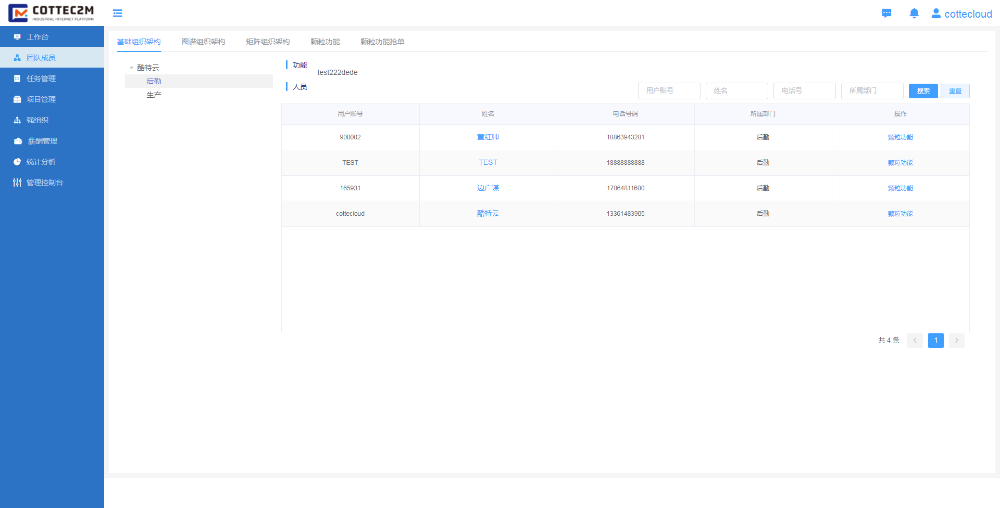 COTTEC2M
INDUSTRIAL INTERNET PLATFORM
cottecloud
工作台
团队成员
任务管理
项目管理
强组织
薪酬管理
统计分析
管理控制台
基础组织架构 图谱组织架构 矩阵组织架构 颗粒功能 颗粒功能抢单
酷特云
后勤
生产
功能
test222dede
人员
用户账号 姓名 电话号 所属部门 搜索 重置
用户账号 姓名 电话号码 所属部门 操作
900002 董红帅 18863943281 后勤 颗粒功能
TEST TEST 18888888888 后勤 颗粒功能
165931 边广谋 17864811600 后勤 颗粒功能
cottecloud 酷特云 13361483905 后勤 颗粒功能
共 4 条 1